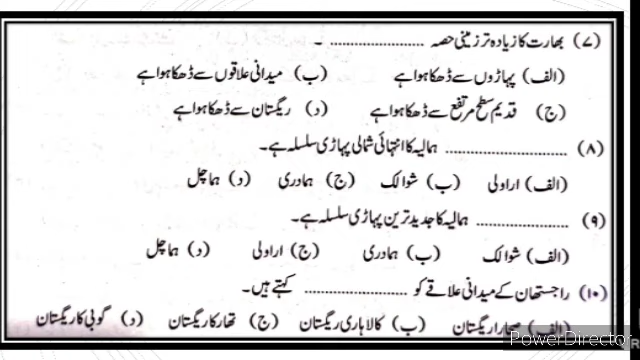 (۷) بھارت کا زیادہ تر زمینی حصہ .................... ۔
(الف) پہاڑوں سے ڈھکا ہوا ہے (ب) میدانی علاقوں سے ڈھکا ہوا ہے
(ج) قدیم سطح مرتفع سے ڈھکا ہوا ہے (د) ریگستان سے ڈھکا ہوا ہے
(۸) .......................... ہمالیہ کا انتہائی شمالی پہاڑی سلسلہ ہے۔
(الف) اراولی (ب) شوالک (ج) ہمادری (د) ہماچل
(۹) .................... ہمالیہ کا جدید ترین پہاڑی سلسلہ ہے۔
(الف) شوالک (ب) ہمادری (ج) اراولی (د) ہماچل
(۱۰) راجستھان کے میدانی علاقے کو ...................... کہتے ہیں۔
(الف) صحارا ریگستان (ب) کالاہاری ریگستان (ج) تھار کا ریگستان (د) گوبی کا ریگستان
PowerDirector